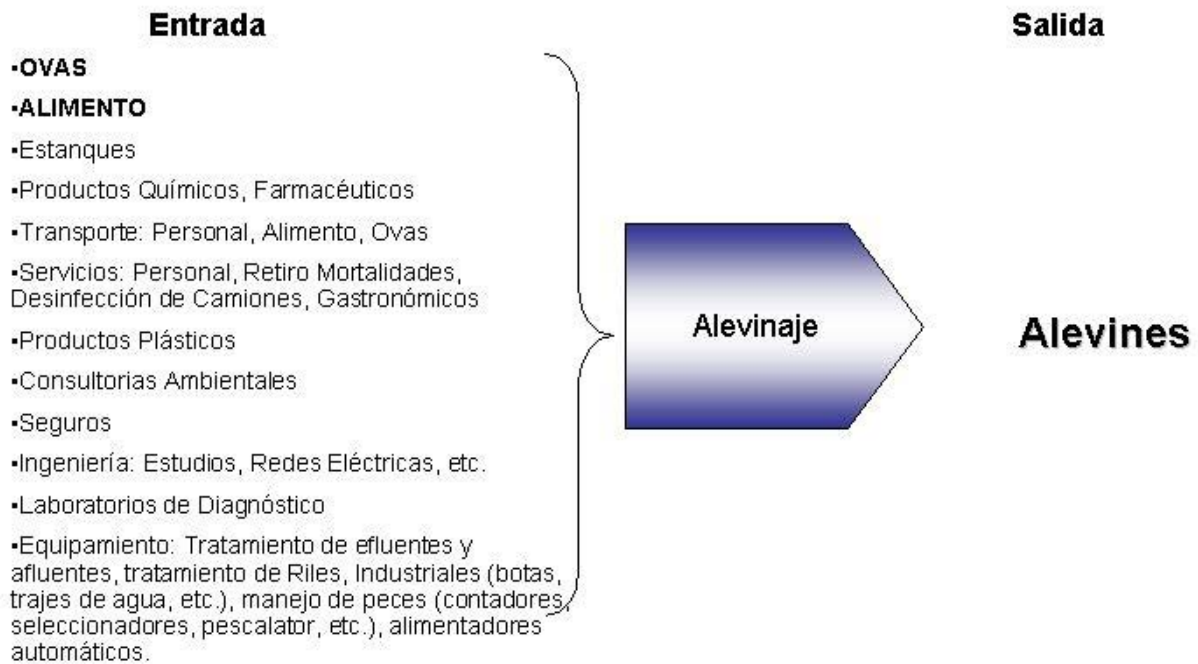 Entrada
Salida
▪OVAS
▪ALIMENTO
▪Estanques
▪Productos Químicos, Farmacéuticos
▪Transporte: Personal, Alimento, Ovas
▪Servicios: Personal, Retiro Mortalidades,
Desinfección de Camiones, Gastronómicos
▪Productos Plásticos
▪Consultorias Ambientales
▪Seguros
▪Ingeniería: Estudios, Redes Eléctricas, etc.
▪Laboratorios de Diagnóstico
▪Equipamiento: Tratamiento de efluentes y
afluentes, tratamiento de Riles, Industriales (botas,
trajes de agua, etc.), manejo de peces (contadores,
seleccionadores, pescalator, etc.), alimentadores
automáticos.
Alevinaje
Alevines